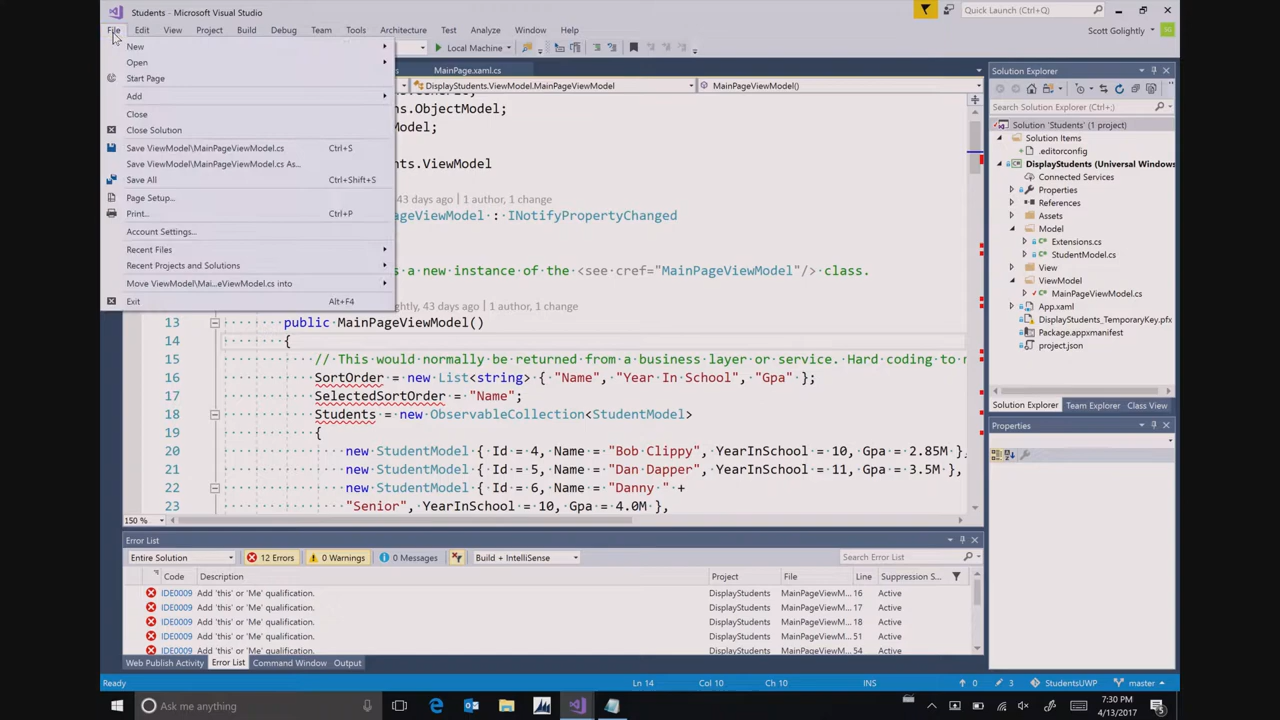 Students - Microsoft Visual Studio
Quick Launch (Ctrl+Q)
File Edit View Project Build Debug Team Tools Architecture Test Analyze Window Help
Scott Golightly
SG
Local Machine
New
Open
Start Page
Add
Close
Close Solution
Save ViewModel\MainPageViewModel.cs Ctrl+S
Save ViewModel\MainPageViewModel.cs As...
Save All Ctrl+Shift+S
Page Setup...
Print... Ctrl+P
Account Settings...
Recent Files
Recent Projects and Solutions
Move ViewModel\Mai...eViewModel.cs into
Exit Alt+F4
MainPage.xaml.cs
DisplayStudents.ViewModel.MainPageViewModel
MainPageViewModel()
ns.ObjectModel;
Model;
nts.ViewModel
43 days ago | 1 author, 1 change
geViewModel : INotifyPropertyChanged
s a new instance of the <see cref="MainPageViewModel"/> class.
ghtly, 43 days ago | 1 author, 1 change
13 public MainPageViewModel()
14 {
15 // This would normally be returned from a business layer or service. Hard coding to
16 SortOrder = new List<string> { "Name", "Year In School", "Gpa" };
17 SelectedSortOrder = "Name";
18 Students = new ObservableCollection<StudentModel>
19 {
20 new StudentModel { Id = 4, Name = "Bob Clippy", YearInSchool = 10, Gpa = 2.85M },
21 new StudentModel { Id = 5, Name = "Dan Dapper", YearInSchool = 11, Gpa = 3.5M },
22 new StudentModel { Id = 6, Name = "Danny " +
23 "Senior", YearInSchool = 10, Gpa = 4.0M },
150 %
Solution Explorer
Search Solution Explorer (Ctrl+;)
Solution 'Students' (1 project)
Solution Items
.editorconfig
DisplayStudents (Universal Windows
Connected Services
Properties
References
Assets
Model
Extensions.cs
StudentModel.cs
View
ViewModel
MainPageViewModel.cs
App.xaml
DisplayStudents_TemporaryKey.pfx
Package.appxmanifest
project.json
Solution Explorer Team Explorer Class View
Properties
Error List
Entire Solution 12 Errors 0 Warnings 0 Messages Build + IntelliSense Search Error List
Code Description Project File Line Suppression S...
IDE0009 Add 'this' or 'Me' qualification. DisplayStudents MainPageViewM... 16 Active
IDE0009 Add 'this' or 'Me' qualification. DisplayStudents MainPageViewM... 17 Active
IDE0009 Add 'this' or 'Me' qualification. DisplayStudents MainPageViewM... 18 Active
IDE0009 Add 'this' or 'Me' qualification. DisplayStudents MainPageViewM... 51 Active
IDE0009 Add 'this' or 'Me' qualification. DisplayStudents MainPageViewM... 54 Active
Web Publish Activity Error List Command Window Output
Ready Ln 14 Col 10 Ch 10 INS 0 3 StudentsUWP master
Ask me anything
7:30 PM
4/13/2017
5